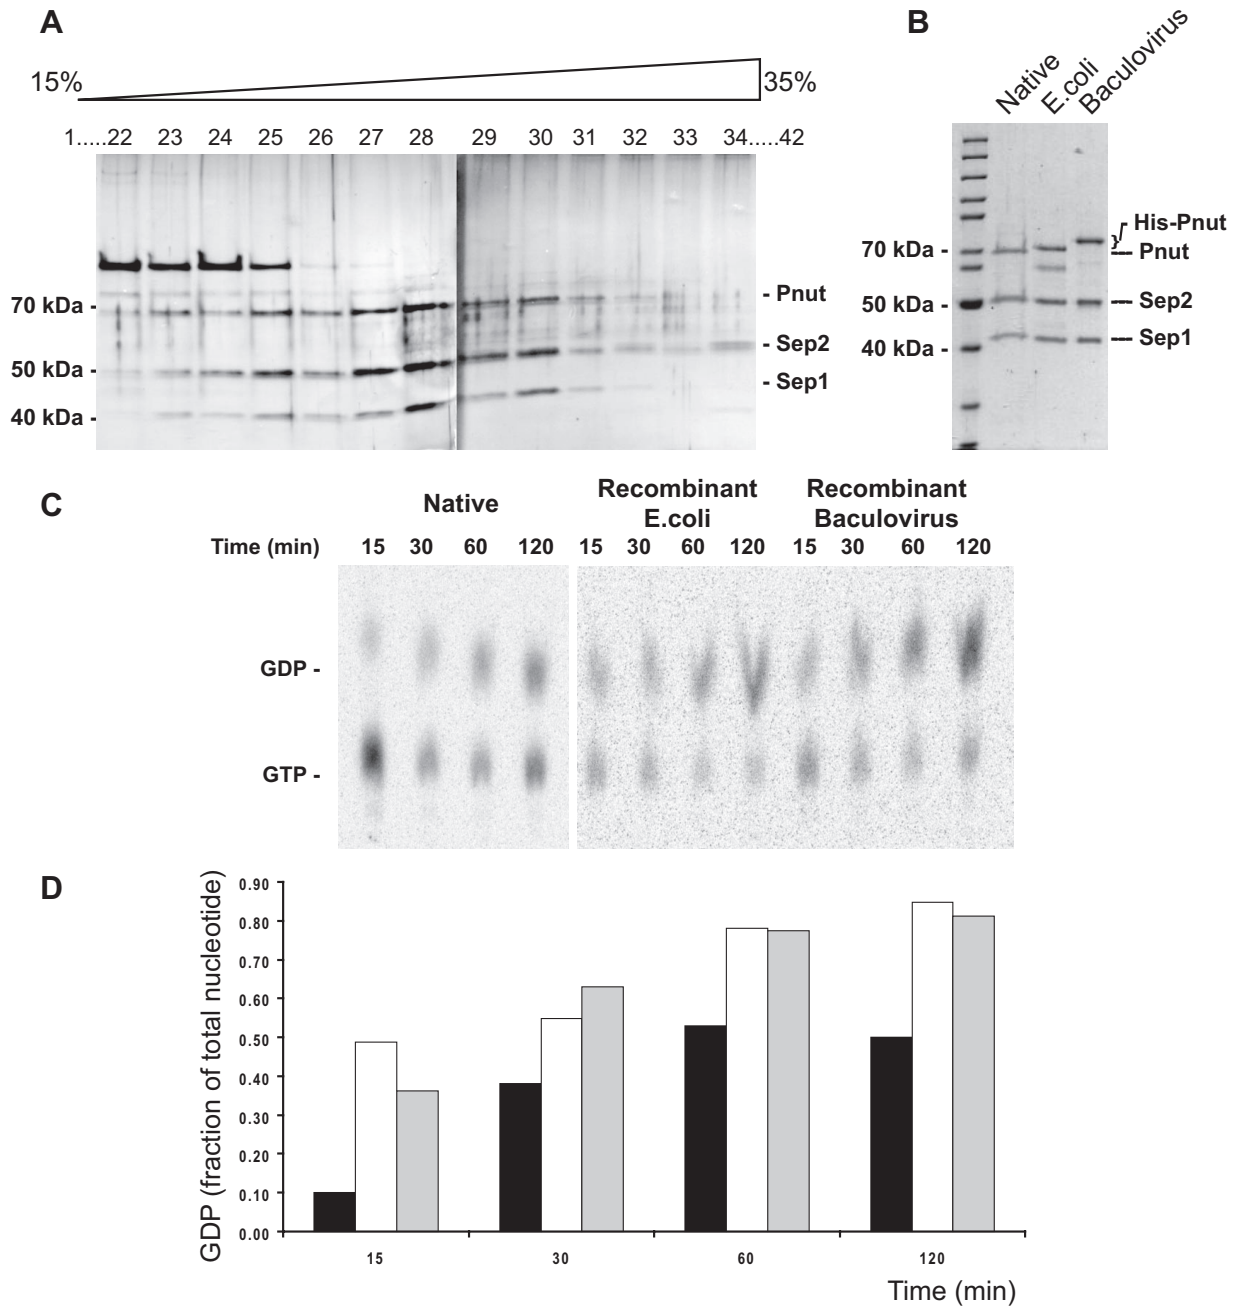 A
B
15%
35%
Native
E.coli
Baculovirus
1.....22 23 24 25 26 27 28 29 30 31 32 33 34.....42
70 kDa -
50 kDa -
40 kDa -
- Pnut
- Sep2
- Sep1
70 kDa -
50 kDa -
40 kDa -
His-Pnut
Pnut
Sep2
Sep1
C
Native
Recombinant
E.coli
Recombinant
Baculovirus
Time (min) 15 30 60 120 15 30 60 120 15 30 60 120
GDP -
GTP -
D
GDP (fraction of total nucleotide)
0.90
0.80
0.70
0.60
0.50
0.40
0.30
0.20
0.10
0.00
15 30 60 120
Time (min)